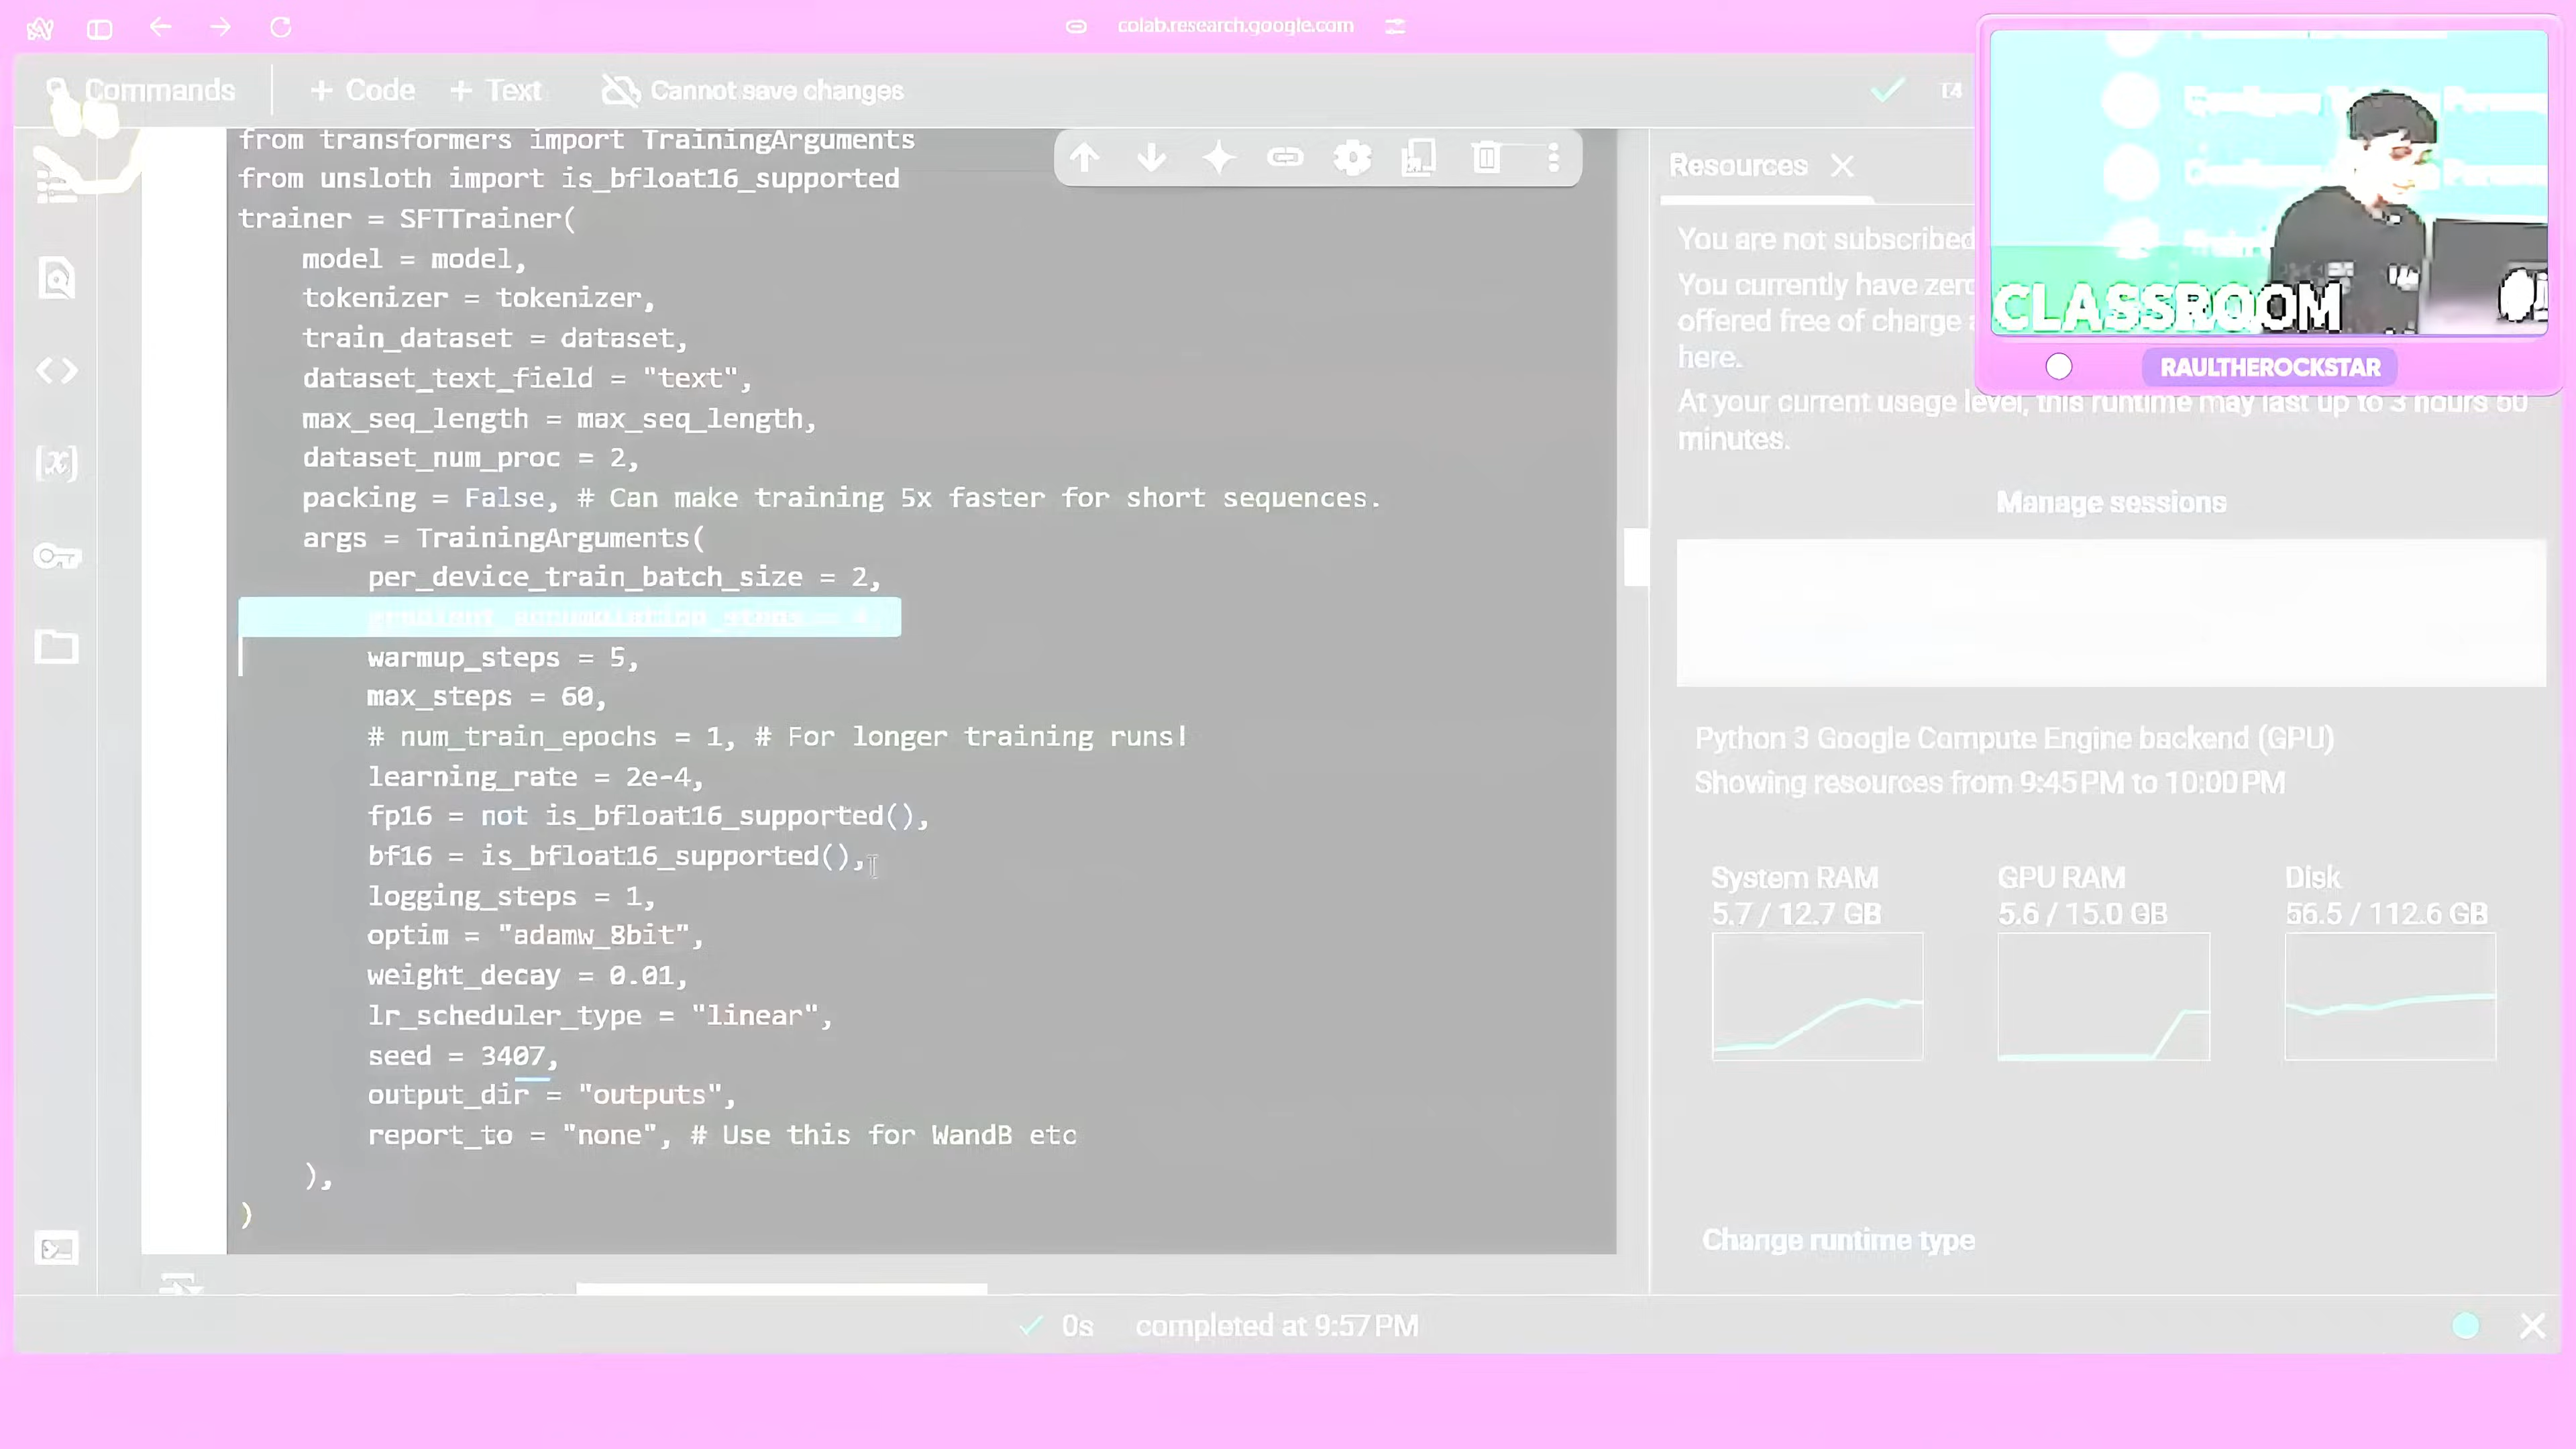 colab.research.google.com
Commands
+ Code
+ Text
Cannot save changes
T4
from transformers import TrainingArguments
from unsloth import is_bfloat16_supported
trainer = SFTTrainer(
model = model,
tokenizer = tokenizer,
train_dataset = dataset,
dataset_text_field = "text",
max_seq_length = max_seq_length,
dataset_num_proc = 2,
packing = False, # Can make training 5x faster for short sequences.
args = TrainingArguments(
per_device_train_batch_size = 2,
gradient_accumulation_steps = 4,
warmup_steps = 5,
max_steps = 60,
# num_train_epochs = 1, # For longer training runs!
learning_rate = 2e-4,
fp16 = not is_bfloat16_supported(),
bf16 = is_bfloat16_supported(),
logging_steps = 1,
optim = "adamw_8bit",
weight_decay = 0.01,
lr_scheduler_type = "linear",
seed = 3407,
output_dir = "outputs",
report_to = "none", # Use this for WandB etc
),
)
Resources
You are not subscribed
You currently have zero
offered free of charge
here.
At your current usage level, this runtime may last up to 3 hours 60
minutes.
Manage sessions
Python 3 Google Compute Engine backend (GPU)
Showing resources from 9:45 PM to 10:00 PM
System RAM
5.7 / 12.7 GB
GPU RAM
5.6 / 15.0 GB
Disk
56.5 / 112.6 GB
Change runtime type
CLASSROOM
RAULTHEROCKSTAR
0s completed at 9:57 PM